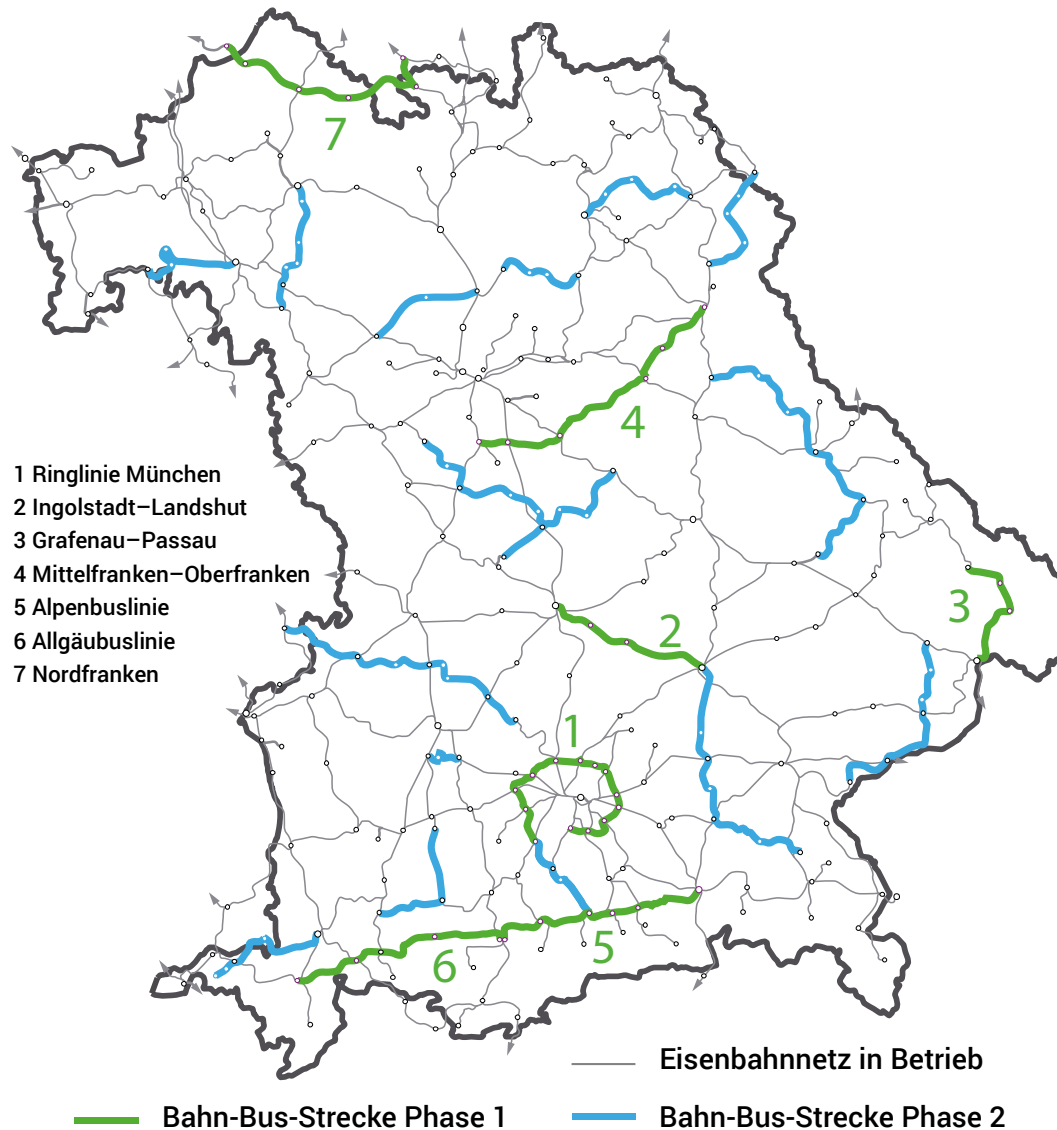 7
4
1 Ringlinie München
2 Ingolstadt–Landshut
3 Grafenau–Passau
4 Mittelfranken–Oberfranken
5 Alpenbuslinie
6 Allgäubuslinie
7 Nordfranken
3
2
1
5
6
Eisenbahnnetz in Betrieb
Bahn-Bus-Strecke Phase 1
Bahn-Bus-Strecke Phase 2